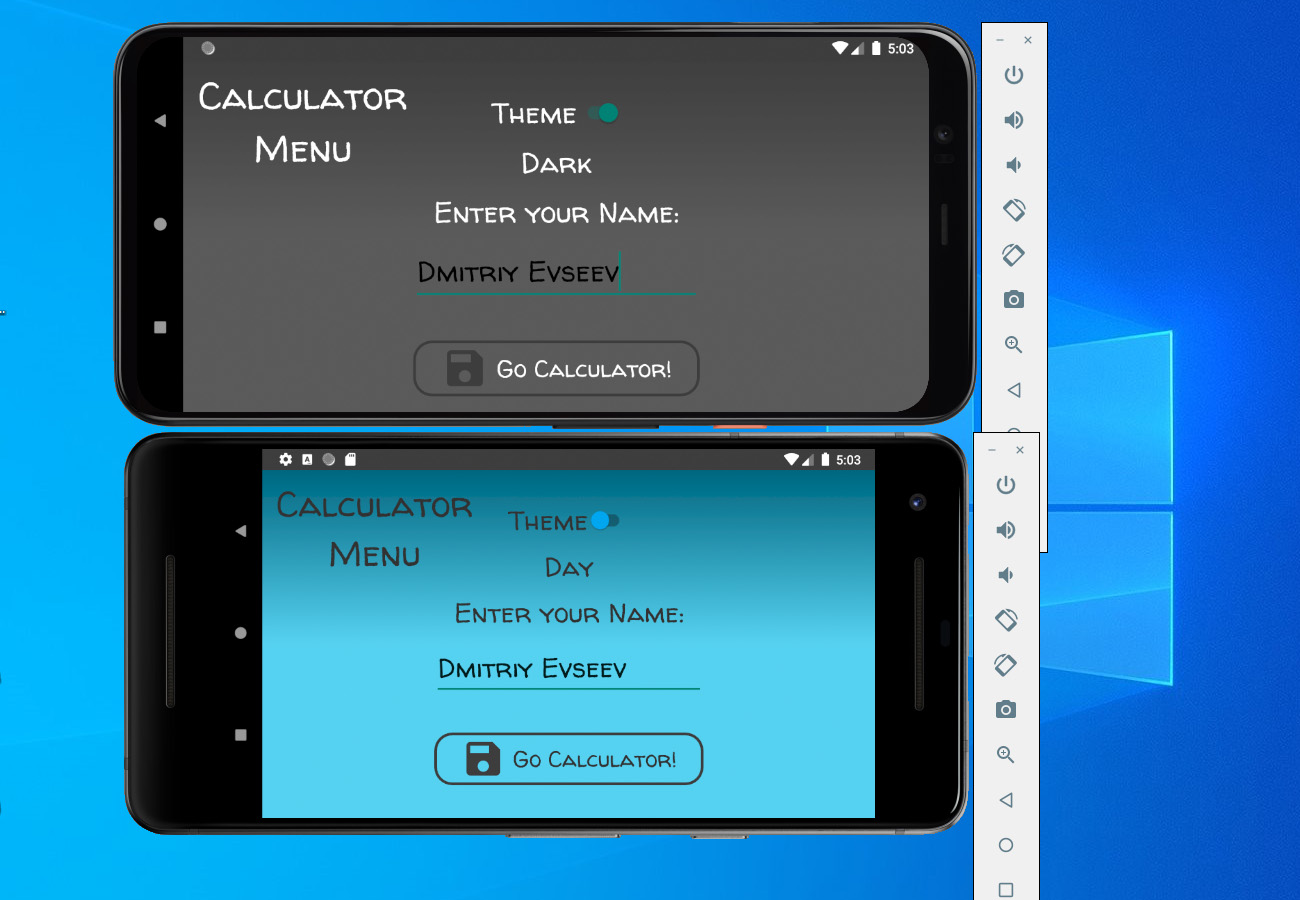 5:03
Calculator
Menu
Theme
Dark
Enter your Name:
Dmitriy Evseev
Go Calculator!
A
5:03
Calculator
Menu
Theme
Day
Enter your Name:
Dmitriy Evseev
Go Calculator!